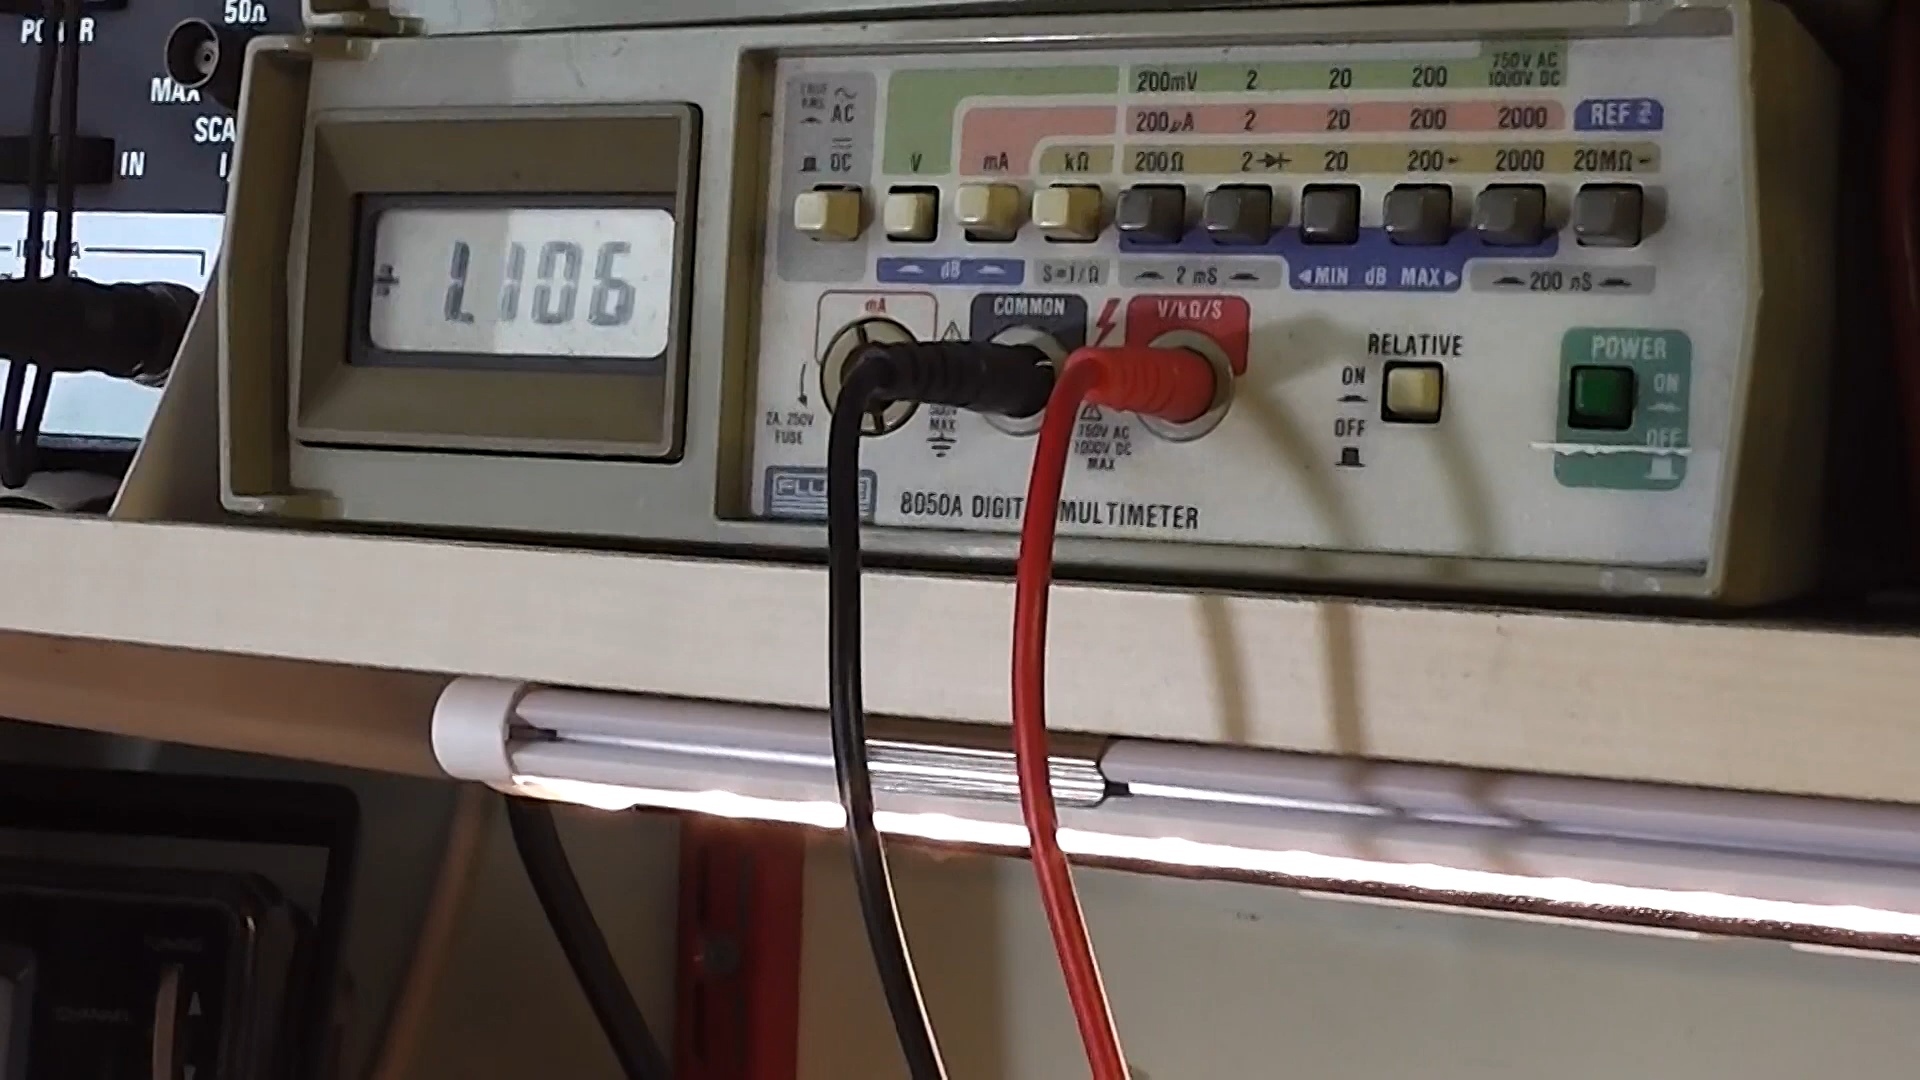 POWER
50Ω
MAX
IN
750V AC
1000V DC
200mV 2 20 200
TRUE
RMS
AC
200μA 2 20 200 2000
REF
DC
V
mA
kΩ
200Ω 2 20 200 2000 20MΩ
1.106
dB
S=1/Ω
2 mS
MIN dB MAX
200 nS
mA
COMMON
V/kΩ/S
2A, 250V
FUSE
MAX
750V AC
1000V DC
MAX
RELATIVE
ON
OFF
POWER
ON
OFF
8050A DIGIT MULTIMETER